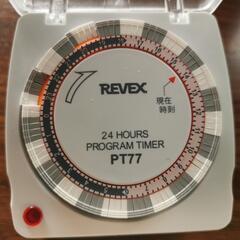 REVEX
現在
時刻
24 HOURS
PROGRAM TIMER
PT77